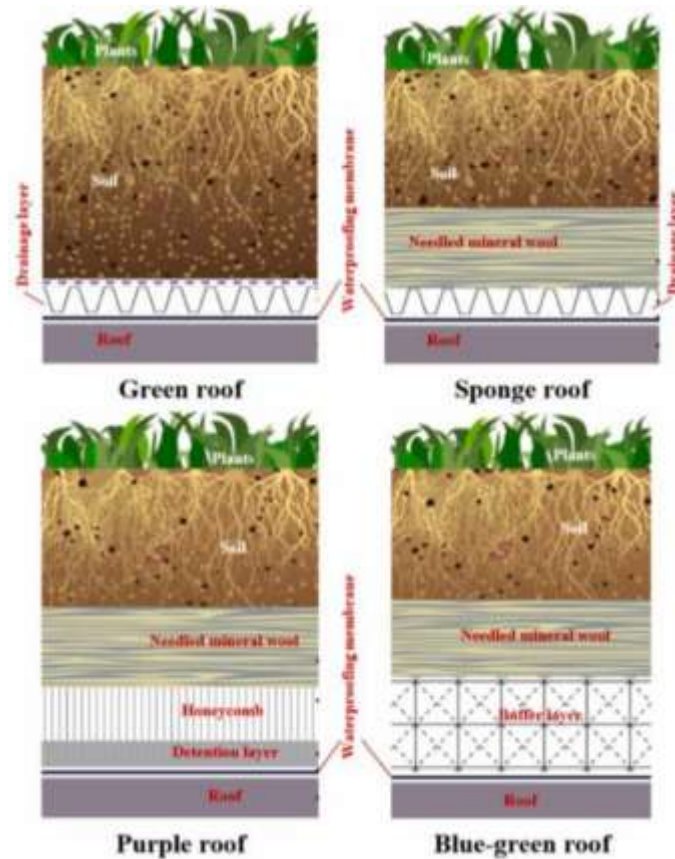 Plants
Plants
Soil
Soil
Needled mineral wool
Drainage layer
Waterproofing membrane
Drainage layer
Roof
Roof
Green roof
Sponge roof
Plants
Plants
Soil
Soil
Needled mineral wool
Needled mineral wool
Waterproofing membrane
Honeycomb
Buffer layer
Detention layer
Roof
Roof
Purple roof
Blue-green roof